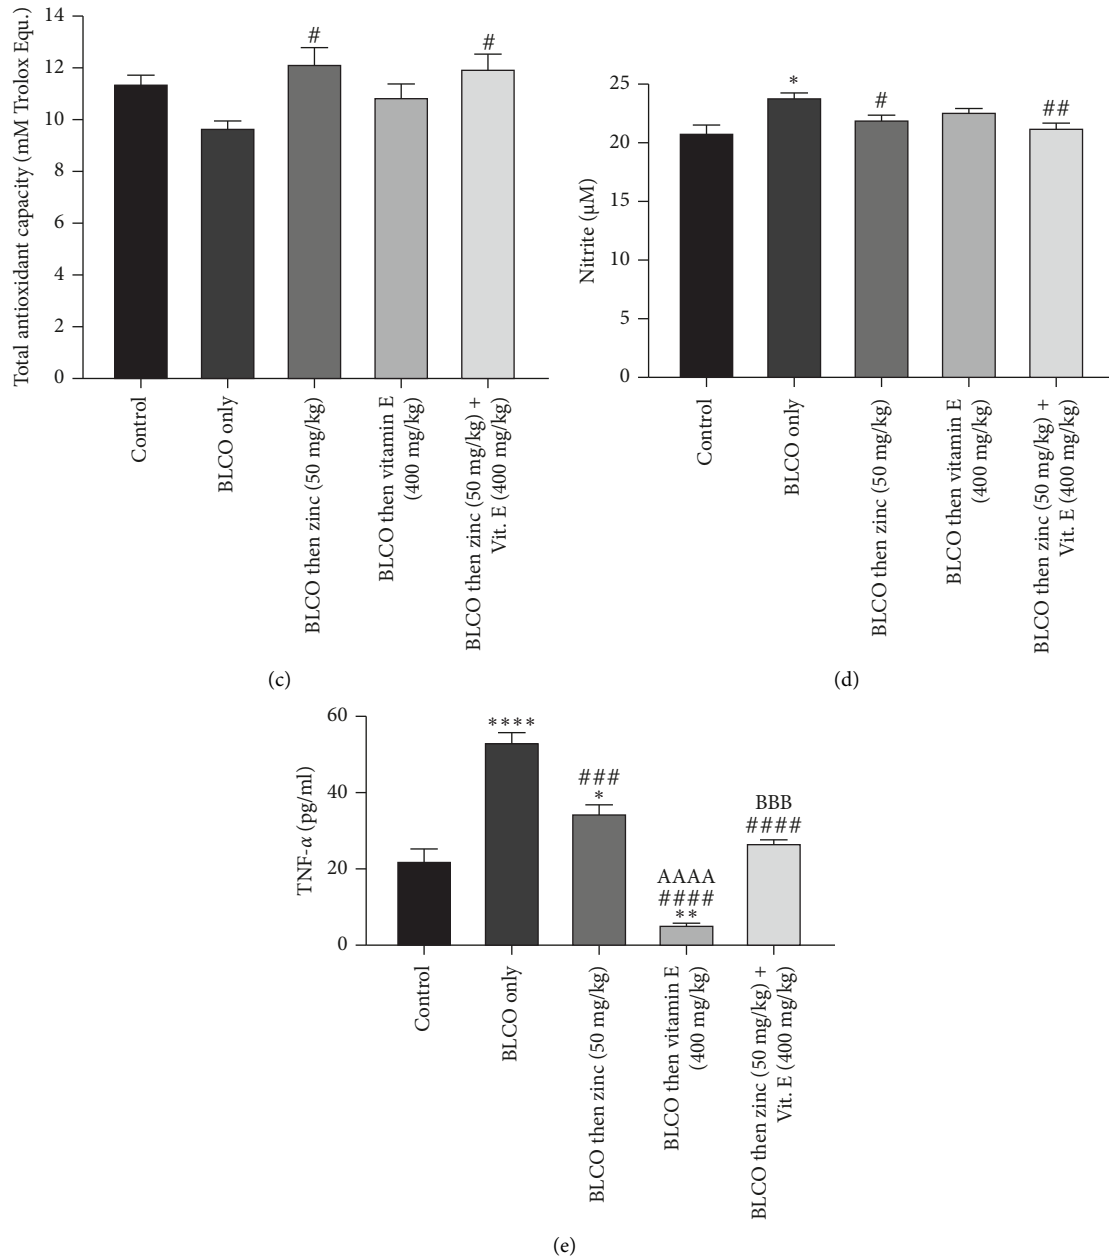 Total antioxidant capacity (mM Trolox Equ.)
14
12
10
8
6
4
2
0
#
#
Control
BLCO only
BLCO then zinc (50 mg/kg)
BLCO then vitamin E
(400 mg/kg)
BLCO then zinc (50 mg/kg) +
Vit. E (400 mg/kg)
(c)
Nitrite (μM)
25
20
15
10
5
0
*
#
##
Control
BLCO only
BLCO then zinc (50 mg/kg)
BLCO then vitamin E
(400 mg/kg)
BLCO then zinc (50 mg/kg) +
Vit. E (400 mg/kg)
(d)
TNF-α (pg/ml)
60
40
20
0
****
###
*
AAAA
####
**
BBB
####
Control
BLCO only
BLCO then zinc (50 mg/kg)
BLCO then vitamin E
(400 mg/kg)
BLCO then zinc (50 mg/kg) +
Vit. E (400 mg/kg)
(e)